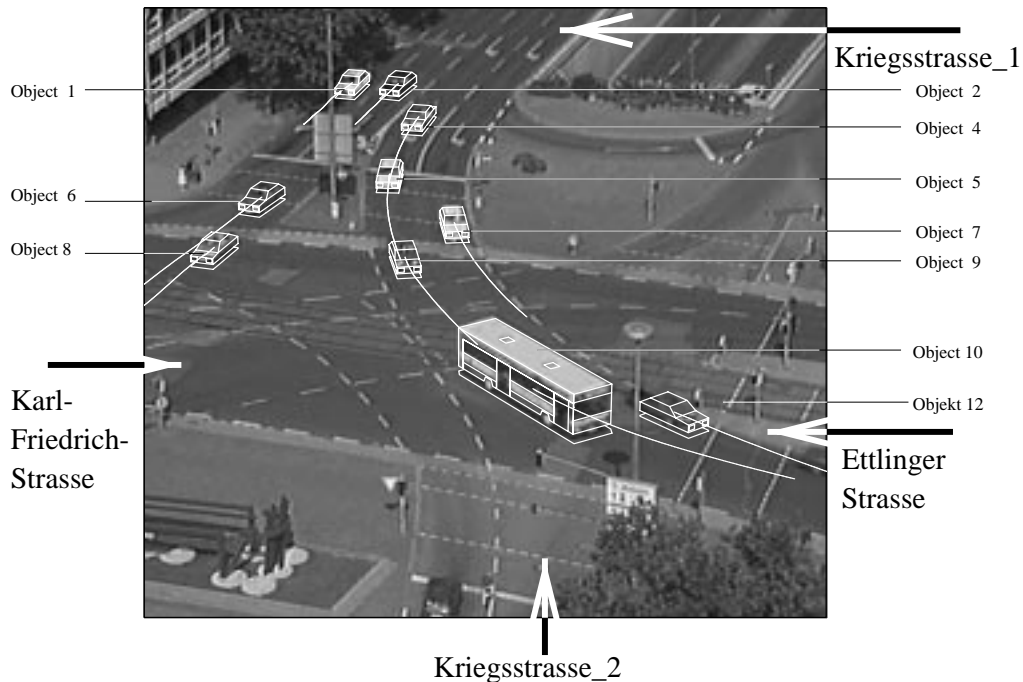 Kriegsstrasse_1
Object 1
Object 2
Object 4
Object 5
Object 6
Object 7
Object 8
Object 9
Object 10
Karl-
Friedrich-
Strasse
Objekt 12
Ettlinger
Strasse
Kriegsstrasse_2